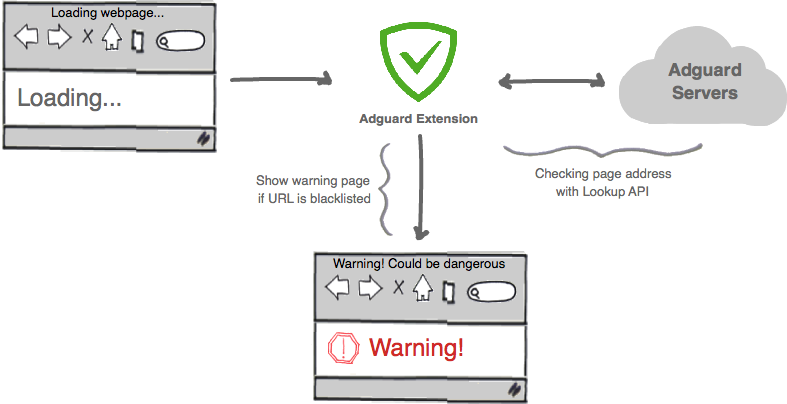 Loading webpage...
Loading...
Adguard Extension
Adguard
Servers
Show warning page
if URL is blacklisted
Checking page address
with Lookup API
Warning! Could be dangerous
Warning!